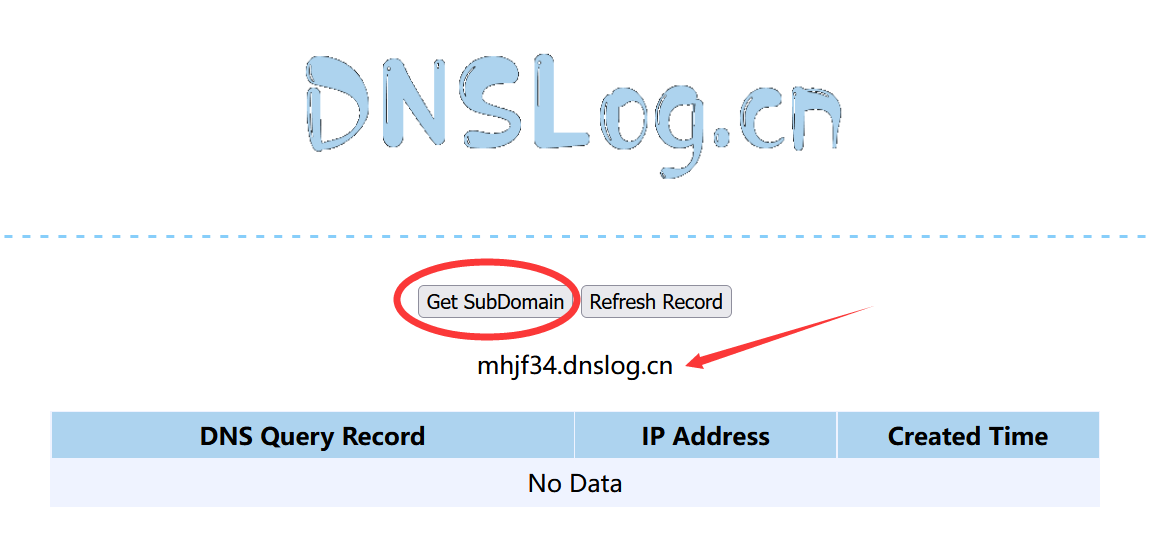 DNSLog.cn
Get SubDomain Refresh Record
mhjf34.dnslog.cn
DNS Query Record IP Address Created Time
No Data